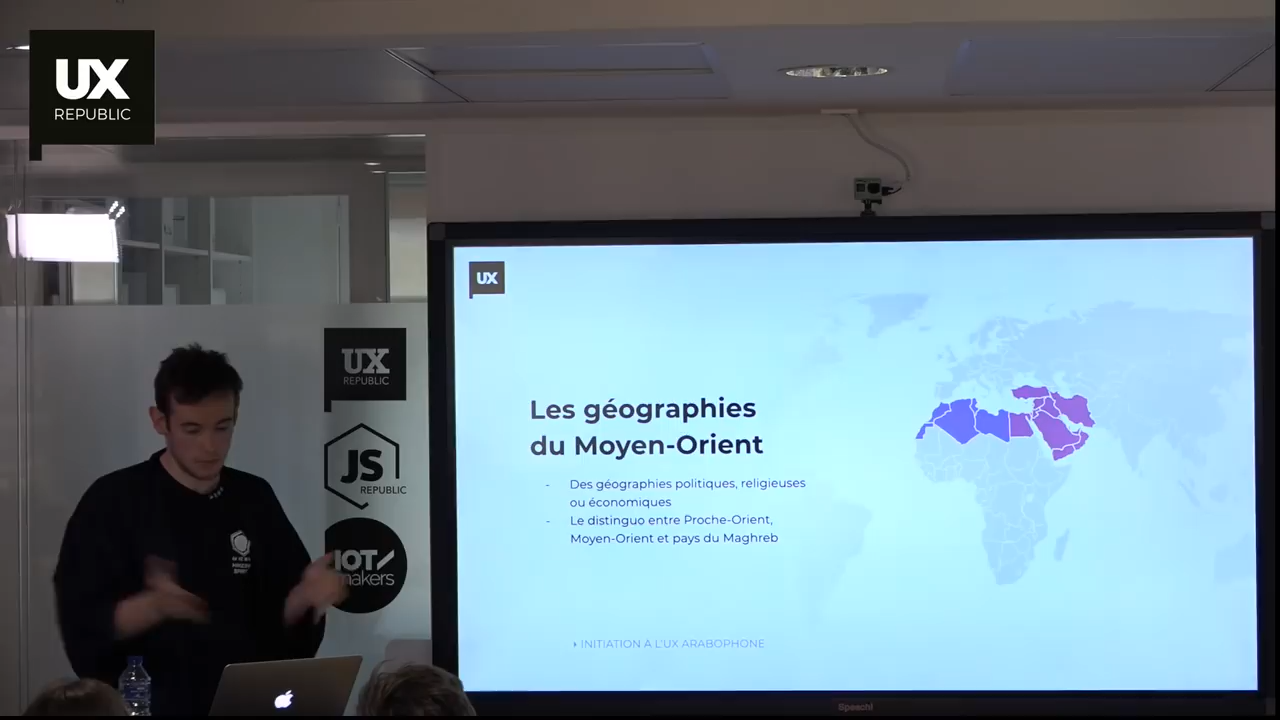 UX
REPUBLIC
UX
REPUBLIC
JS
REPUBLIC
IOT/
makers
UX
Les géographies
du Moyen-Orient
- Des géographies politiques, religieuses
ou économiques
- Le distinguo entre Proche-Orient,
Moyen-Orient et pays du Maghreb
INITIATION À L'UX ARABOPHONE
Speechi